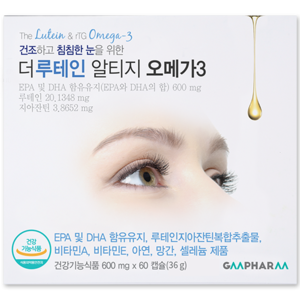 The Lutein & rTG Omega-3
건조하고 침침한 눈을 위한
더루테인 알티지 오메가3
EPA 및 DHA 함유유지(EPA와 DHA의 합) 600 mg
루테인 20,1348 mg
지아잔틴 3,8652 mg
건강
기능식품
EPA 및 DHA 함유유지, 루테인지아잔틴복합추출물,
비타민A, 비타민E, 아연, 망간, 셀레늄 제품
건강기능식품 600 mg x 60 캡슐(36 g)
GMPHARM